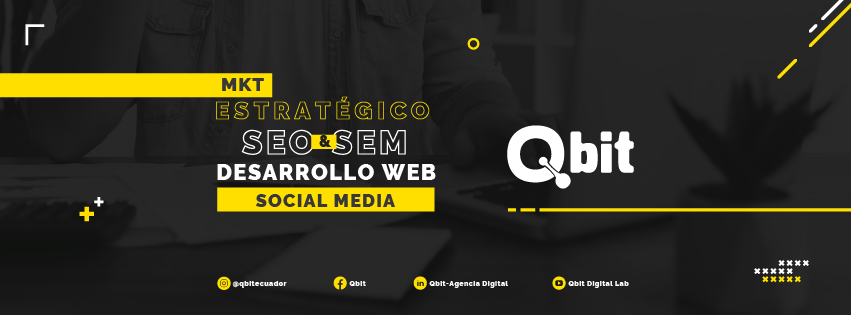 MKT
ESTRATÉGICO
SEO & SEM
DESARROLLO WEB
SOCIAL MEDIA
Qbit
@qbitecuador
Qbit
Qbit-Agencia Digital
Qbit Digital Lab